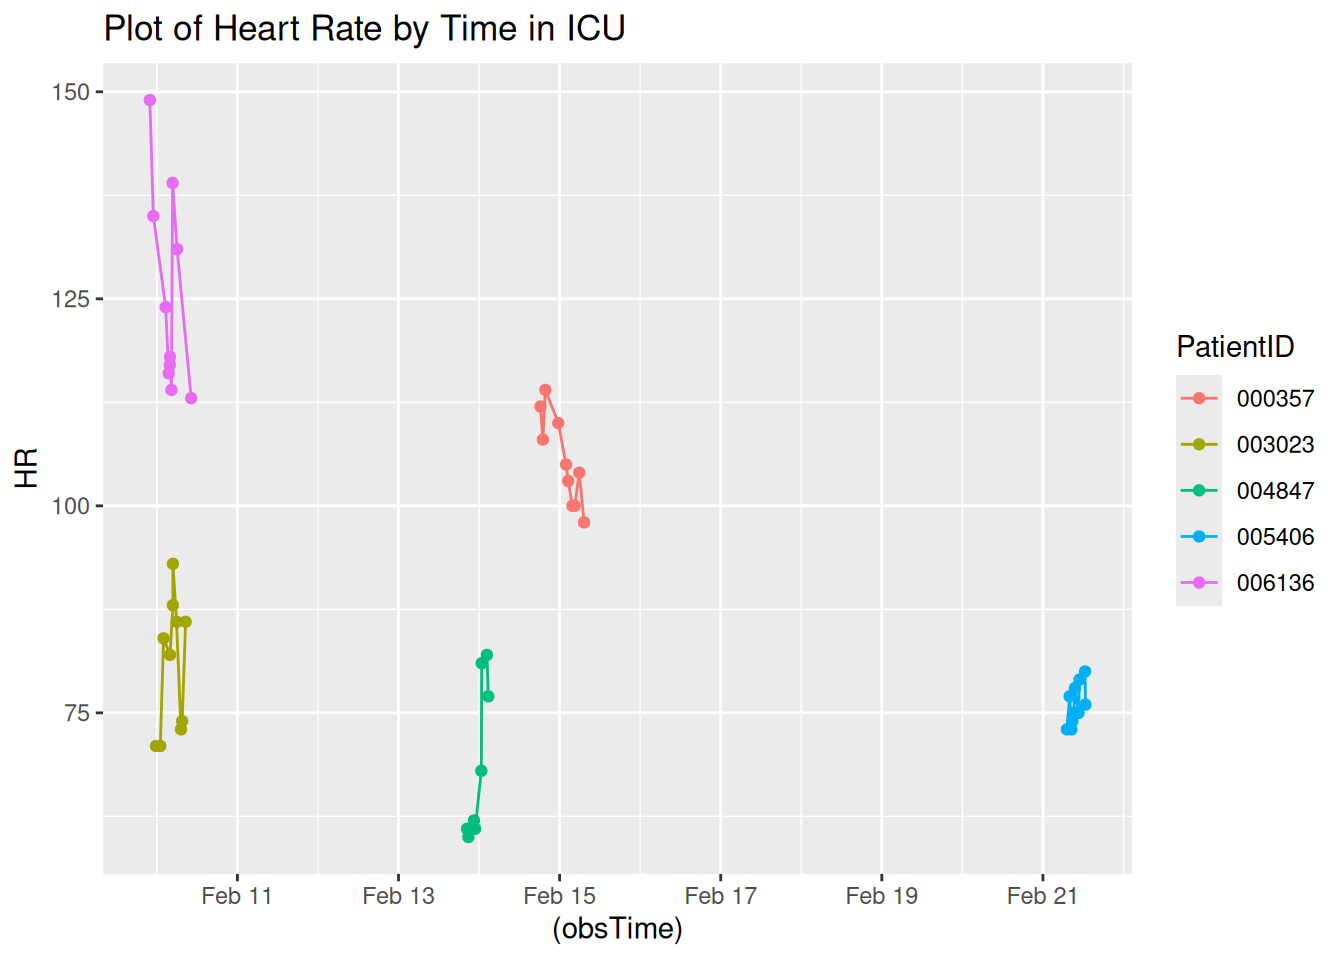 Plot of Heart Rate by Time in ICU
150
125
100
75
HR
Feb 11
Feb 13
Feb 15
Feb 17
Feb 19
Feb 21
(obsTime)
PatientID
000357
003023
004847
005406
006136